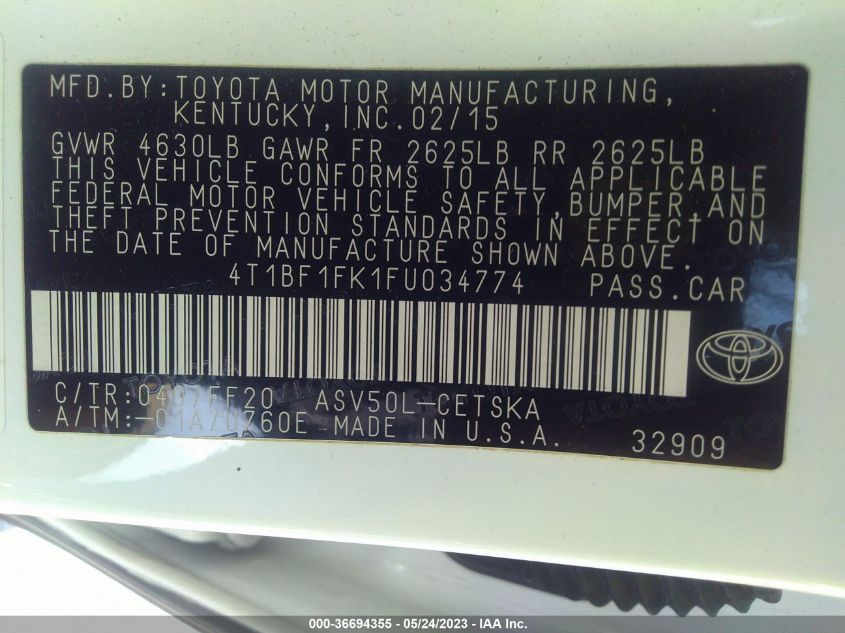 MFD.BY:TOYOTA MOTOR MANUFACTURING,
KENTUCKY,INC.02/15
GVWR 4630LB GAWR FR 2625LB RR 2625LB
THIS VEHICLE CONFORMS TO ALL APPLICABLE
FEDERAL MOTOR VEHICLE SAFETY,BUMPER,AND
THEFT PREVENTION STANDARDS IN EFFECT ON
THE DATE OF MANUFACTURE SHOWN ABOVE.
4T1BF1FK1FU034774 PASS.CAR
C/TR:0407FF20 ASV50L-CETSKA
A/TM:-01A/U760E MADE IN U.S.A. 32909
000-36694355 - 05/24/2023 - IAA Inc.